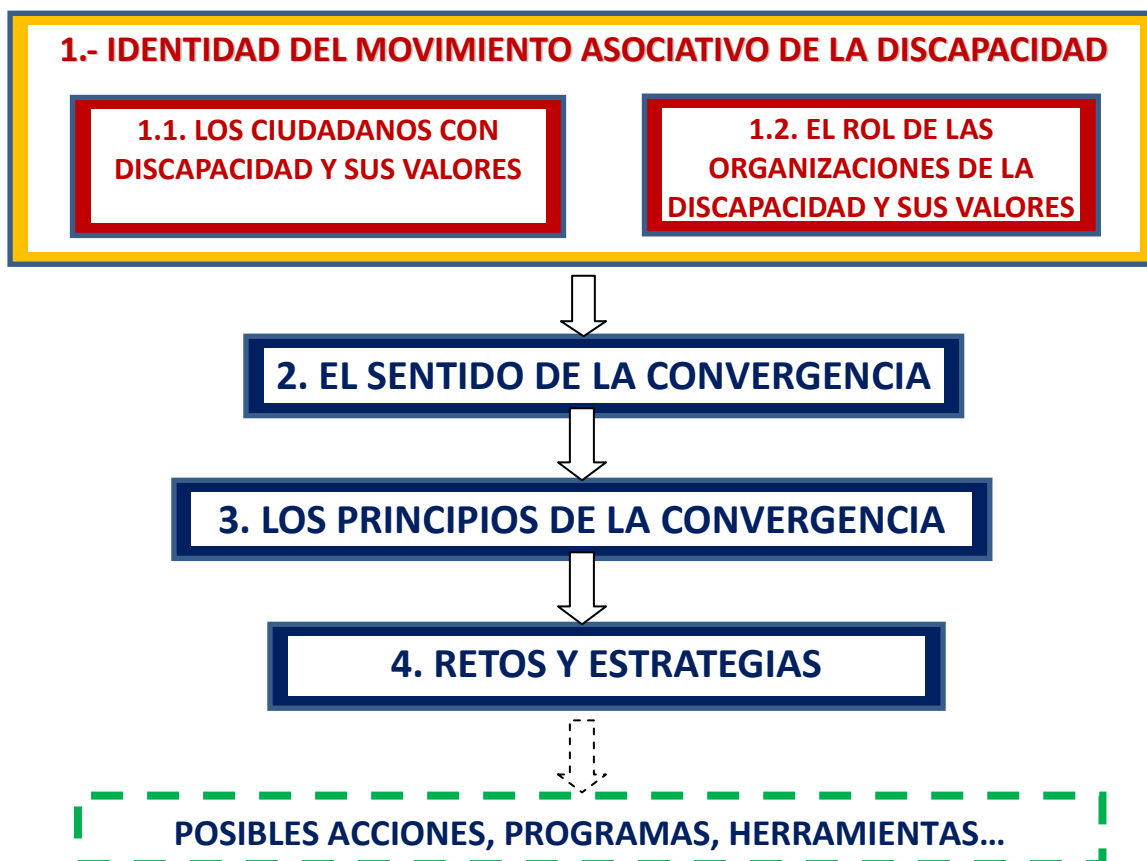 1.- IDENTIDAD DEL MOVIMIENTO ASOCIATIVO DE LA DISCAPACIDAD
1.1. LOS CIUDADANOS CON
DISCAPACIDAD Y SUS VALORES
1.2. EL ROL DE LAS
ORGANIZACIONES DE LA
DISCAPACIDAD Y SUS VALORES
2. EL SENTIDO DE LA CONVERGENCIA
3. LOS PRINCIPIOS DE LA CONVERGENCIA
4. RETOS Y ESTRATEGIAS
POSIBLES ACCIONES, PROGRAMAS, HERRAMIENTAS...